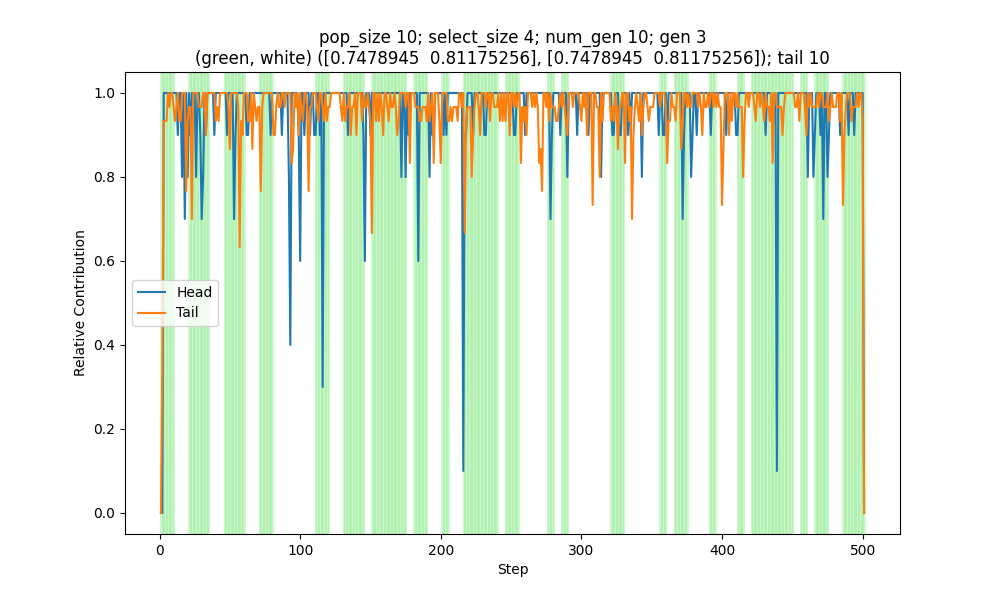 pop_size 10; select_size 4; num_gen 10; gen 3
(green, white) ([0.7478945  0.81175256], [0.7478945  0.81175256]); tail 10
1.0
0.8
0.6
0.4
0.2
0.0
Relative Contribution
Head
Tail
0
100
200
300
400
500
Step